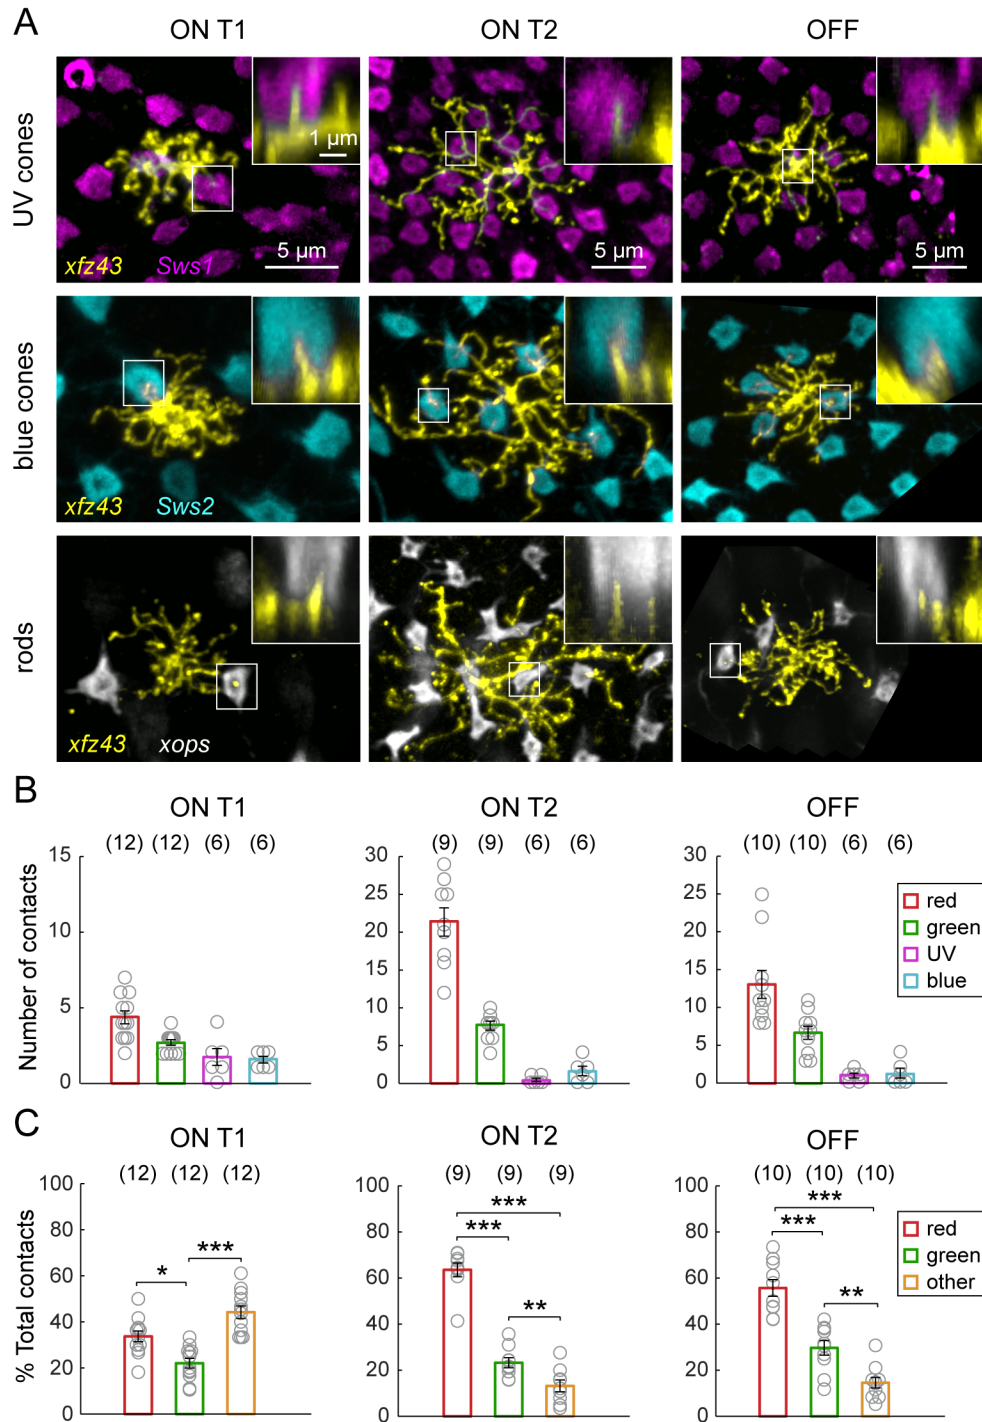 A
ON T1 ON T2 OFF
UV cones
1 µm
xfz43 Sws1 5 µm 5 µm 5 µm
blue cones
xfz43 Sws2
rods
xfz43 xops
B
ON T1 ON T2 OFF
(12) (12) (6) (6) (9) (9) (6) (6) (10) (10) (6) (6)
Number of contacts
15 10 5 0
30 25 20 15 10 5 0
30 25 20 15 10 5 0
red
green
UV
blue
C
ON T1 ON T2 OFF
(12) (12) (12) (9) (9) (9) (10) (10) (10)
% Total contacts
100 80 60 40 20 0
100 80 60 40 20 0
100 80 60 40 20 0
* ***
*** *** **
*** *** **
red
green
other